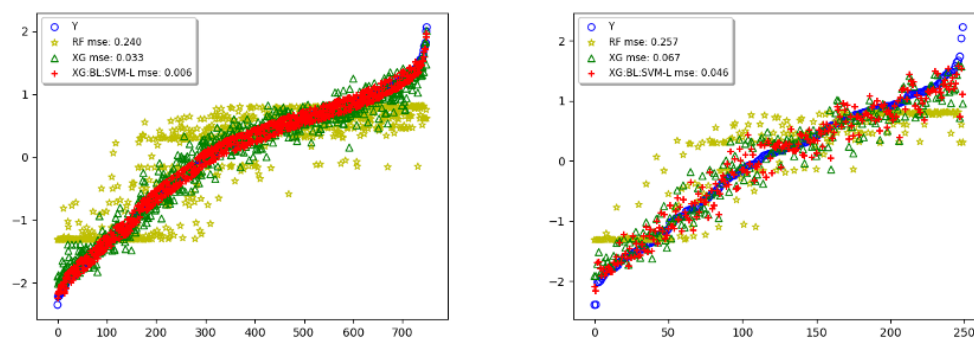 Y
RF mse: 0.240
XG mse: 0.033
XG:BL:SVM-L mse: 0.006
2
1
0
−1
−2
0 100 200 300 400 500 600 700
Y
RF mse: 0.257
XG mse: 0.067
XG:BL:SVM-L mse: 0.046
2
1
0
−1
−2
0 50 100 150 200 250